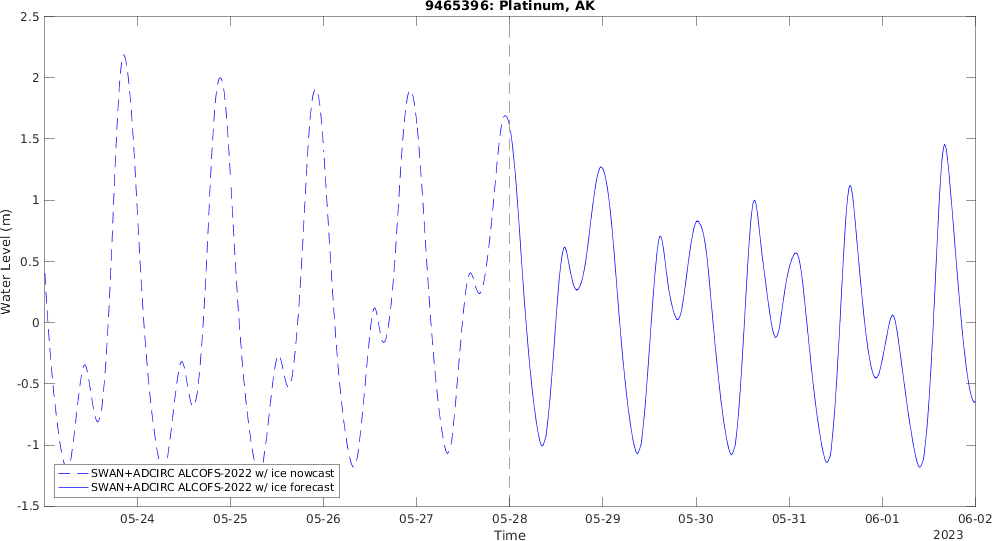 9465396: Platinum, AK
2.5
2
1.5
1
0.5
0
-0.5
-1
-1.5
Water Level (m)
SWAN+ADCIRC ALCOFS-2022 w/ ice nowcast
SWAN+ADCIRC ALCOFS-2022 w/ ice forecast
05-24 05-25 05-26 05-27 05-28 05-29 05-30 05-31 06-01 06-02
Time
2023